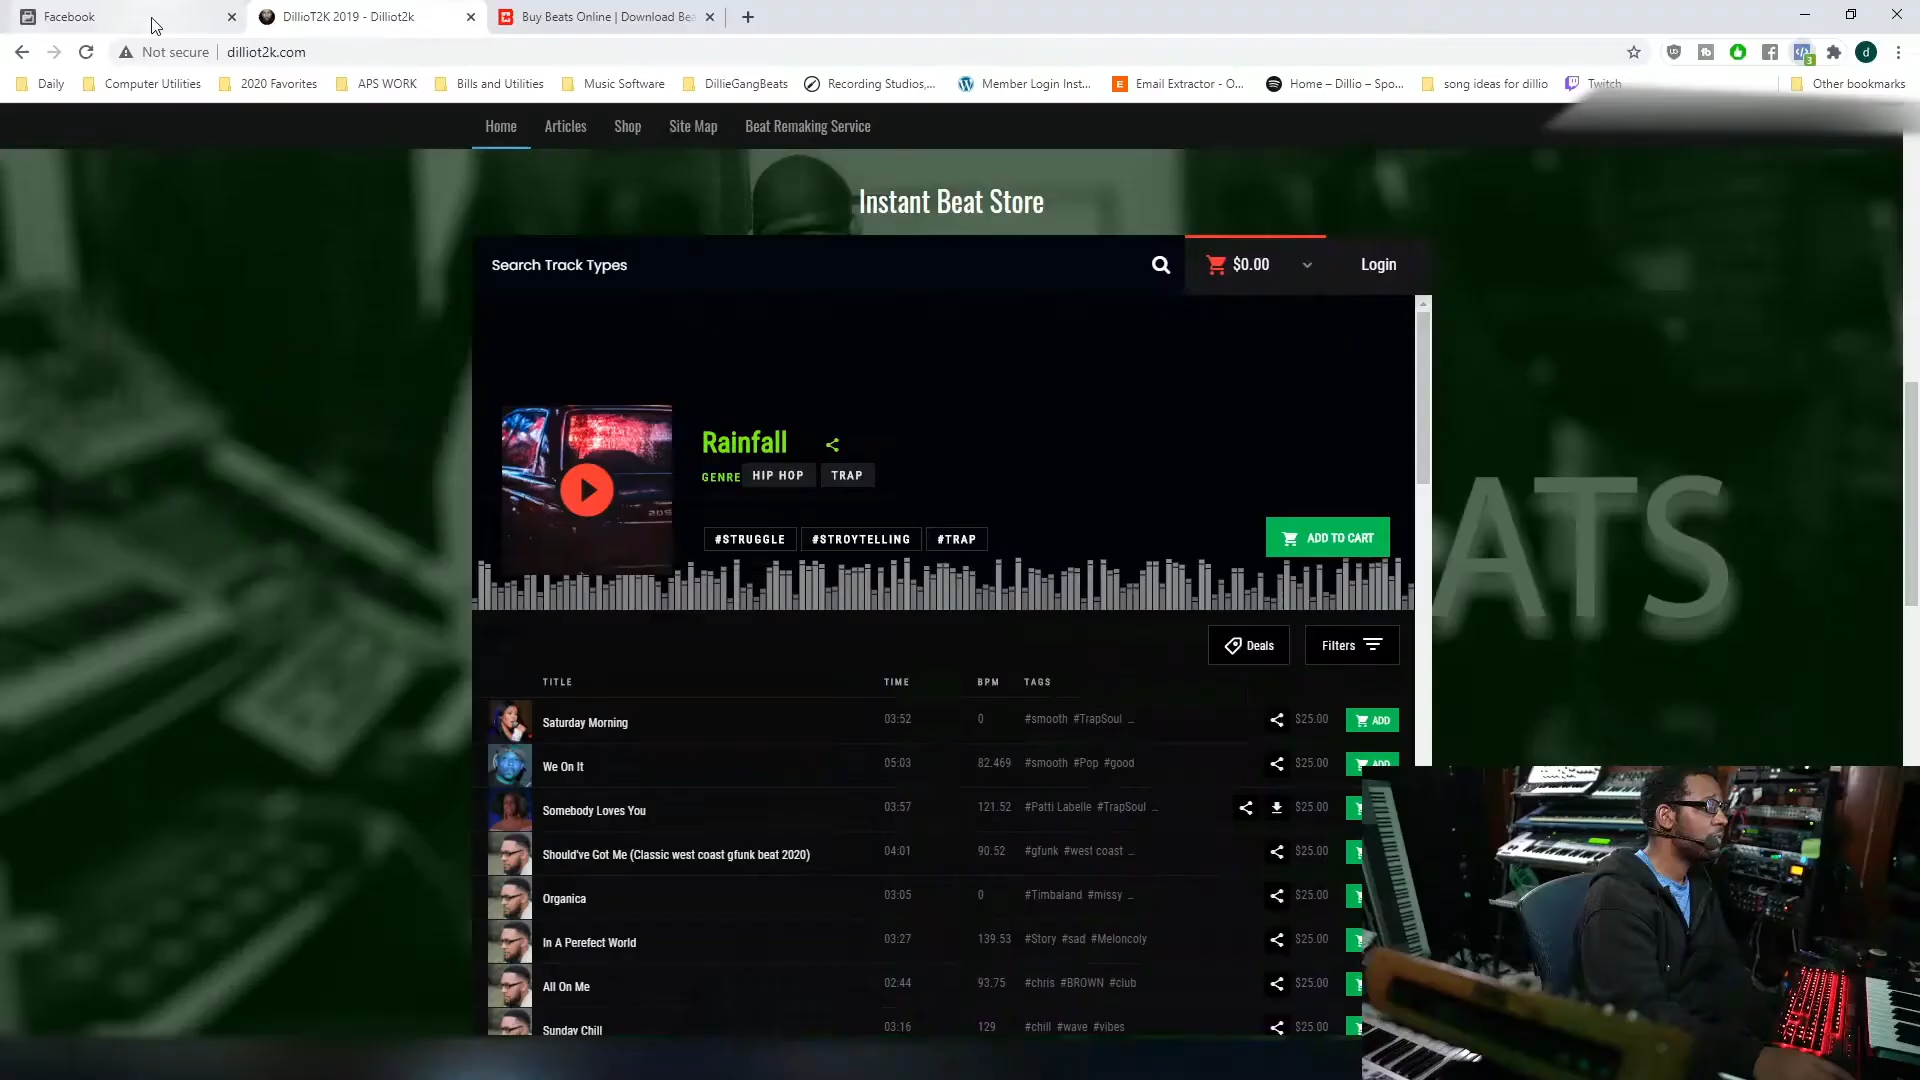 Facebook
DillioT2K 2019 - Dilliot2k
Buy Beats Online | Download Bea
Not secure
dilliot2k.com
Daily
Computer Utilities
2020 Favorites
APS WORK
Bills and Utilities
Music Software
DillieGangBeats
Recording Studios,...
Member Login Inst...
Email Extractor - O...
Home – Dillio – Spo...
song ideas for dillio
Twitch
Other bookmarks
Home
Articles
Shop
Site Map
Beat Remaking Service
Instant Beat Store
Search Track Types
$0.00
Login
Rainfall
GENRE HIP HOP TRAP
#STRUGGLE #STROYTELLING #TRAP
ADD TO CART
ATS
Deals
Filters
TITLE TIME BPM TAGS
Saturday Morning 03:52 0 #smooth #TrapSoul ... $25.00 ADD
We On It 05:03 82.469 #smooth #Pop #good $25.00 ADD
Somebody Loves You 03:57 121.52 #Patti Labelle #TrapSoul ... $25.00
Should've Got Me (Classic west coast gfunk beat 2020) 04:01 90.52 #gfunk #west coast ... $25.00
Organica 03:05 0 #Timbaland #missy ... $25.00
In A Perefect World 03:27 139.53 #Story #sad #Meloncoly $25.00
All On Me 02:44 93.75 #chris #BROWN #club $25.00
Sunday Chill 03:16 129 #chill #wave #vibes $25.00